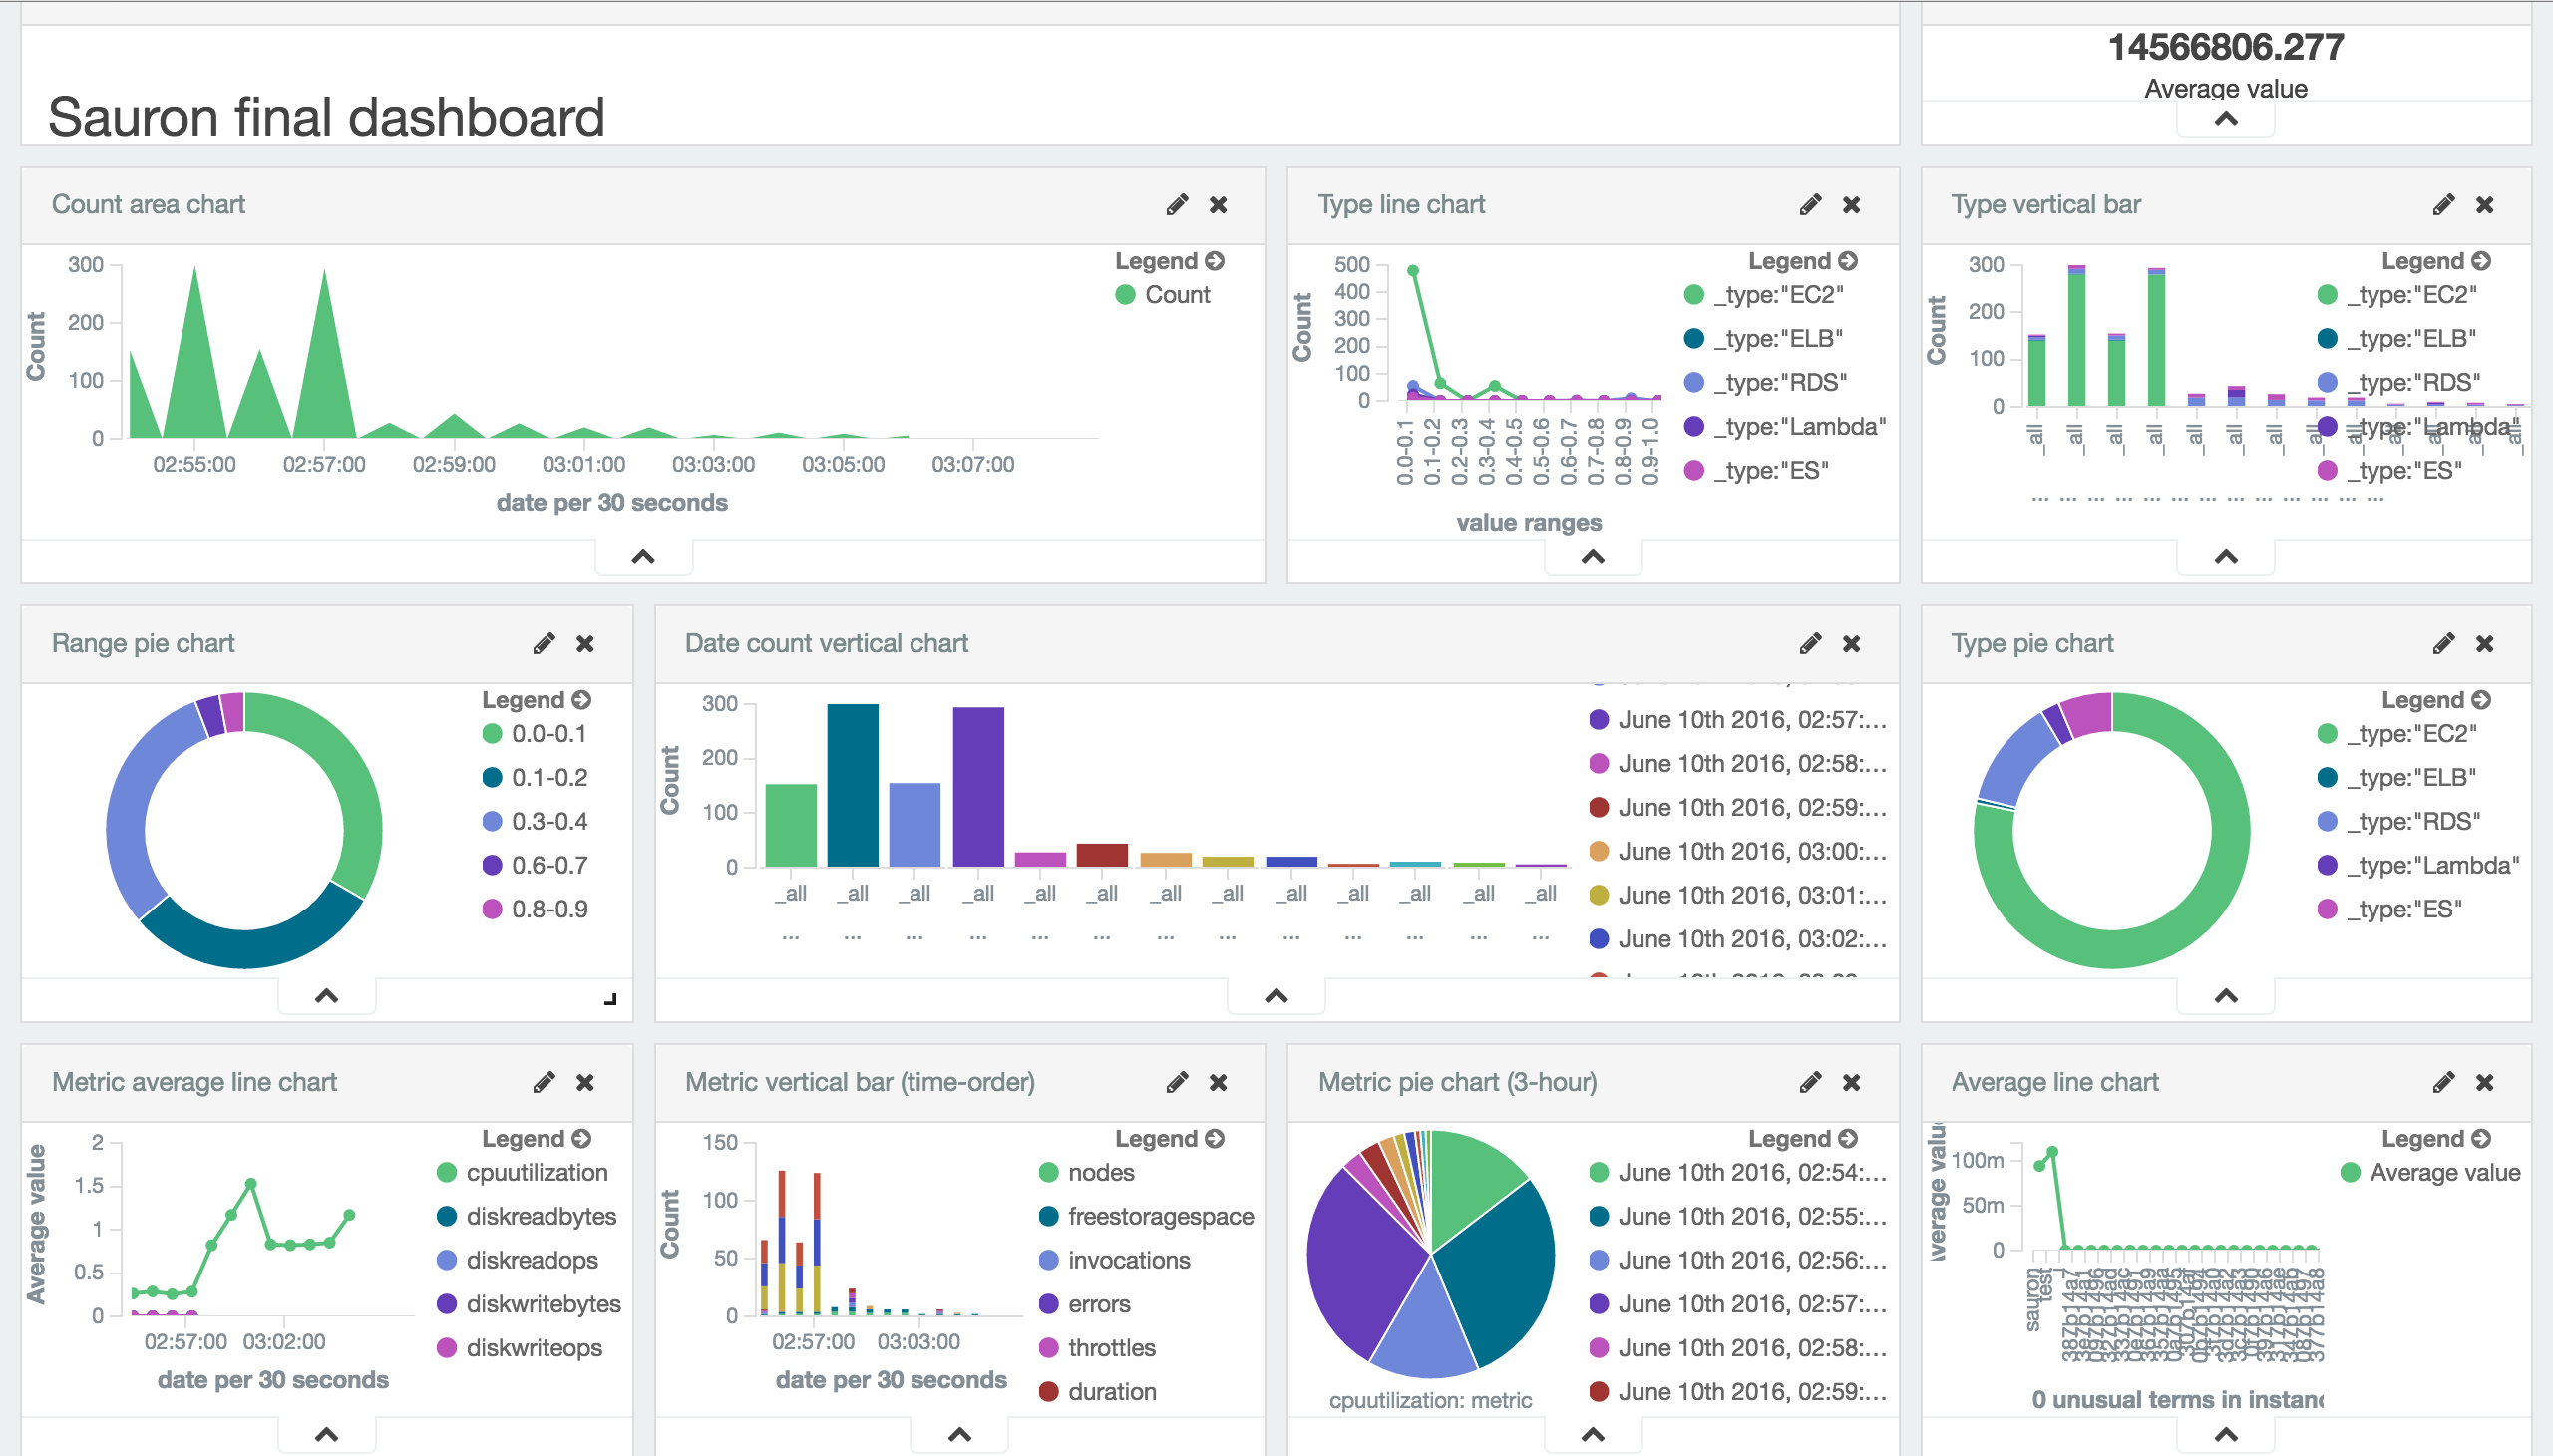 14566806.277
Average value
Sauron final dashboard
Count area chart
Count
300
200
100
0
02:55:00 02:57:00 02:59:00 03:01:00 03:03:00 03:05:00 03:07:00
date per 30 seconds
Legend
Count
Type line chart
Count
500
400
300
200
100
0
0.0-0.1 0.1-0.2 0.2-0.3 0.3-0.4 0.4-0.5 0.5-0.6 0.6-0.7 0.7-0.8 0.8-0.9 0.9-1.0
value ranges
Legend
_type:"EC2"
_type:"ELB"
_type:"RDS"
_type:"Lambda"
_type:"ES"
Type vertical bar
Count
300
200
100
0
_all _all _all _all _all _all _all _all _all _all _all _all _all
... ... ... ... ... ... ... ... ... ... ... ... ...
Legend
_type:"EC2"
_type:"ELB"
_type:"RDS"
_type:"Lambda"
_type:"ES"
Range pie chart
Legend
0.0-0.1
0.1-0.2
0.3-0.4
0.6-0.7
0.8-0.9
Date count vertical chart
Count
300
200
100
0
_all _all _all _all _all _all _all _all _all _all _all _all _all
... ... ... ... ... ... ... ... ... ... ... ... ...
June 10th 2016, 02:57:...
June 10th 2016, 02:58:...
June 10th 2016, 02:59:...
June 10th 2016, 03:00:...
June 10th 2016, 03:01:...
June 10th 2016, 03:02:...
Type pie chart
Legend
_type:"EC2"
_type:"ELB"
_type:"RDS"
_type:"Lambda"
_type:"ES"
Metric average line chart
Average value
2
1.5
1
0.5
0
02:57:00 03:02:00
date per 30 seconds
Legend
cpuutilization
diskreadbytes
diskreadops
diskwritebytes
diskwriteops
Metric vertical bar (time-order)
Count
150
100
50
0
02:57:00 03:03:00
date per 30 seconds
Legend
nodes
freestoragespace
invocations
errors
throttles
duration
Metric pie chart (3-hour)
cpuutilization: metric
Legend
June 10th 2016, 02:54:...
June 10th 2016, 02:55:...
June 10th 2016, 02:56:...
June 10th 2016, 02:57:...
June 10th 2016, 02:58:...
June 10th 2016, 02:59:...
Average line chart
100m
50m
0
sauron
test
387b14a7
377b14a8
0 unusual terms in
Legend
Average value